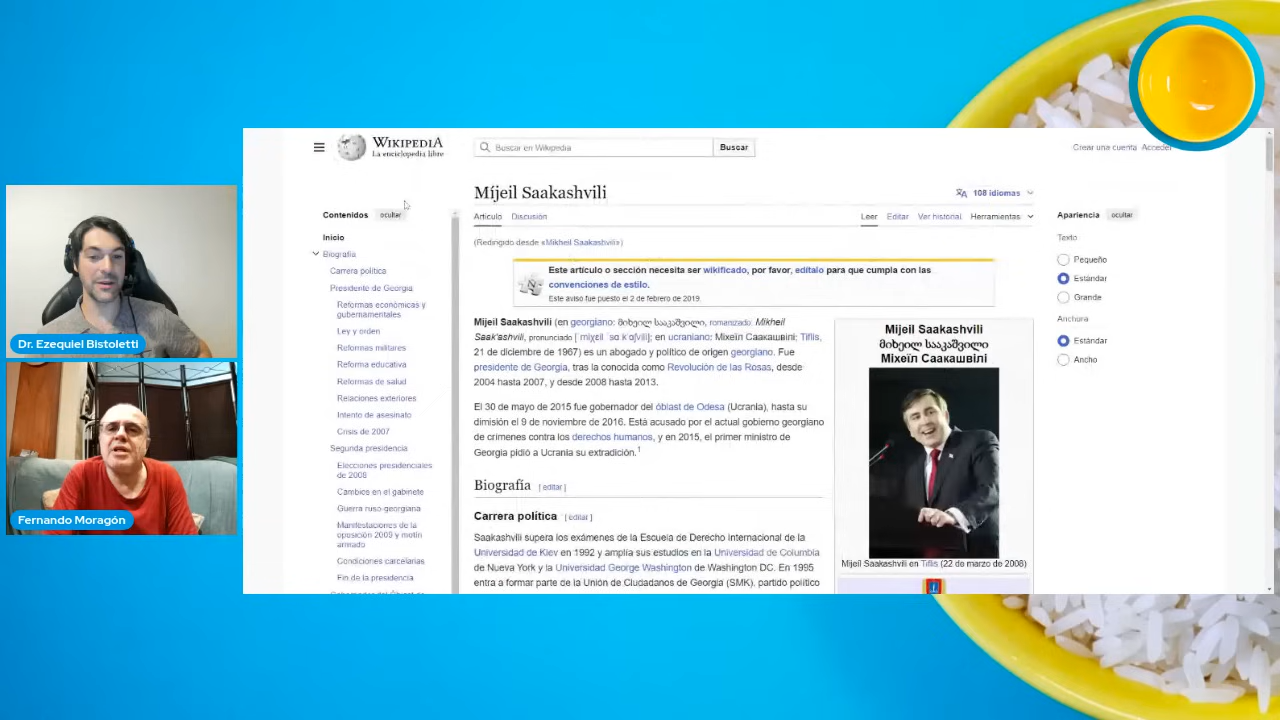 WIKIPEDIA
La enciclopedia libre
Buscar en Wikipedia
Buscar
Crear una cuenta Acceder
Míjeil Saakashvili
108 idiomas
Artículo Discusión
Leer Editar Ver historial Herramientas
(Redirigido desde «Mikheil Saakashvili»)
Este artículo o sección necesita ser wikificado, por favor, edítalo para que cumpla con las
convenciones de estilo.
Este aviso fue puesto el 2 de febrero de 2019.
Contenidos ocultar
Inicio
Biografía
Carrera política
Presidente de Georgia
Reformas económicas y
gubernamentales
Ley y orden
Reformas militares
Reforma educativa
Reformas de salud
Relaciones exteriores
Intento de asesinato
Crisis de 2007
Segunda presidencia
Elecciones presidenciales
de 2008
Cambios en el gabinete
Guerra ruso-georgiana
Manifestaciones de la
oposición 2009 y motín
armado
Condiciones carcelarias
Fin de la presidencia
Mijeil Saakashvili (en georgiano: მიხეილ სააკაშვილი, romanizado: Mikheil
Saak'ashvili, pronunciado; en ucraniano: Міхеіл Саакашвілі; Tiflis,
21 de diciembre de 1967) es un abogado y político de origen georgiano. Fue
presidente de Georgia, tras la conocida como Revolución de las Rosas, desde
2004 hasta 2007, y desde 2008 hasta 2013.
El 30 de mayo de 2015 fue gobernador del óblast de Odesa (Ucrania), hasta su
dimisión el 9 de noviembre de 2016. Está acusado por el actual gobierno georgiano
de crímenes contra los derechos humanos, y en 2015, el primer ministro de
Georgia pidió a Ucrania su extradición.1
Biografía [editar]
Carrera política [editar]
Saakashvili supera los exámenes de la Escuela de Derecho Internacional de la
Universidad de Kiev en 1992 y amplía sus estudios en la Universidad de Columbia
de Nueva York y la Universidad George Washington de Washington DC. En 1995
entra a formar parte de la Unión de Ciudadanos de Georgia (SMK), partido político
Mijeil Saakashvili
მიხეილ სააკაშვილი
Міхеїл Саакашвілі
Mijeíl Saakashvili en Tiflis (22 de marzo de 2008)
Apariencia ocultar
Texto
Pequeño
Estándar
Grande
Anchura
Estándar
Ancho
Dr. Ezequiel Bistoletti
Fernando Moragón